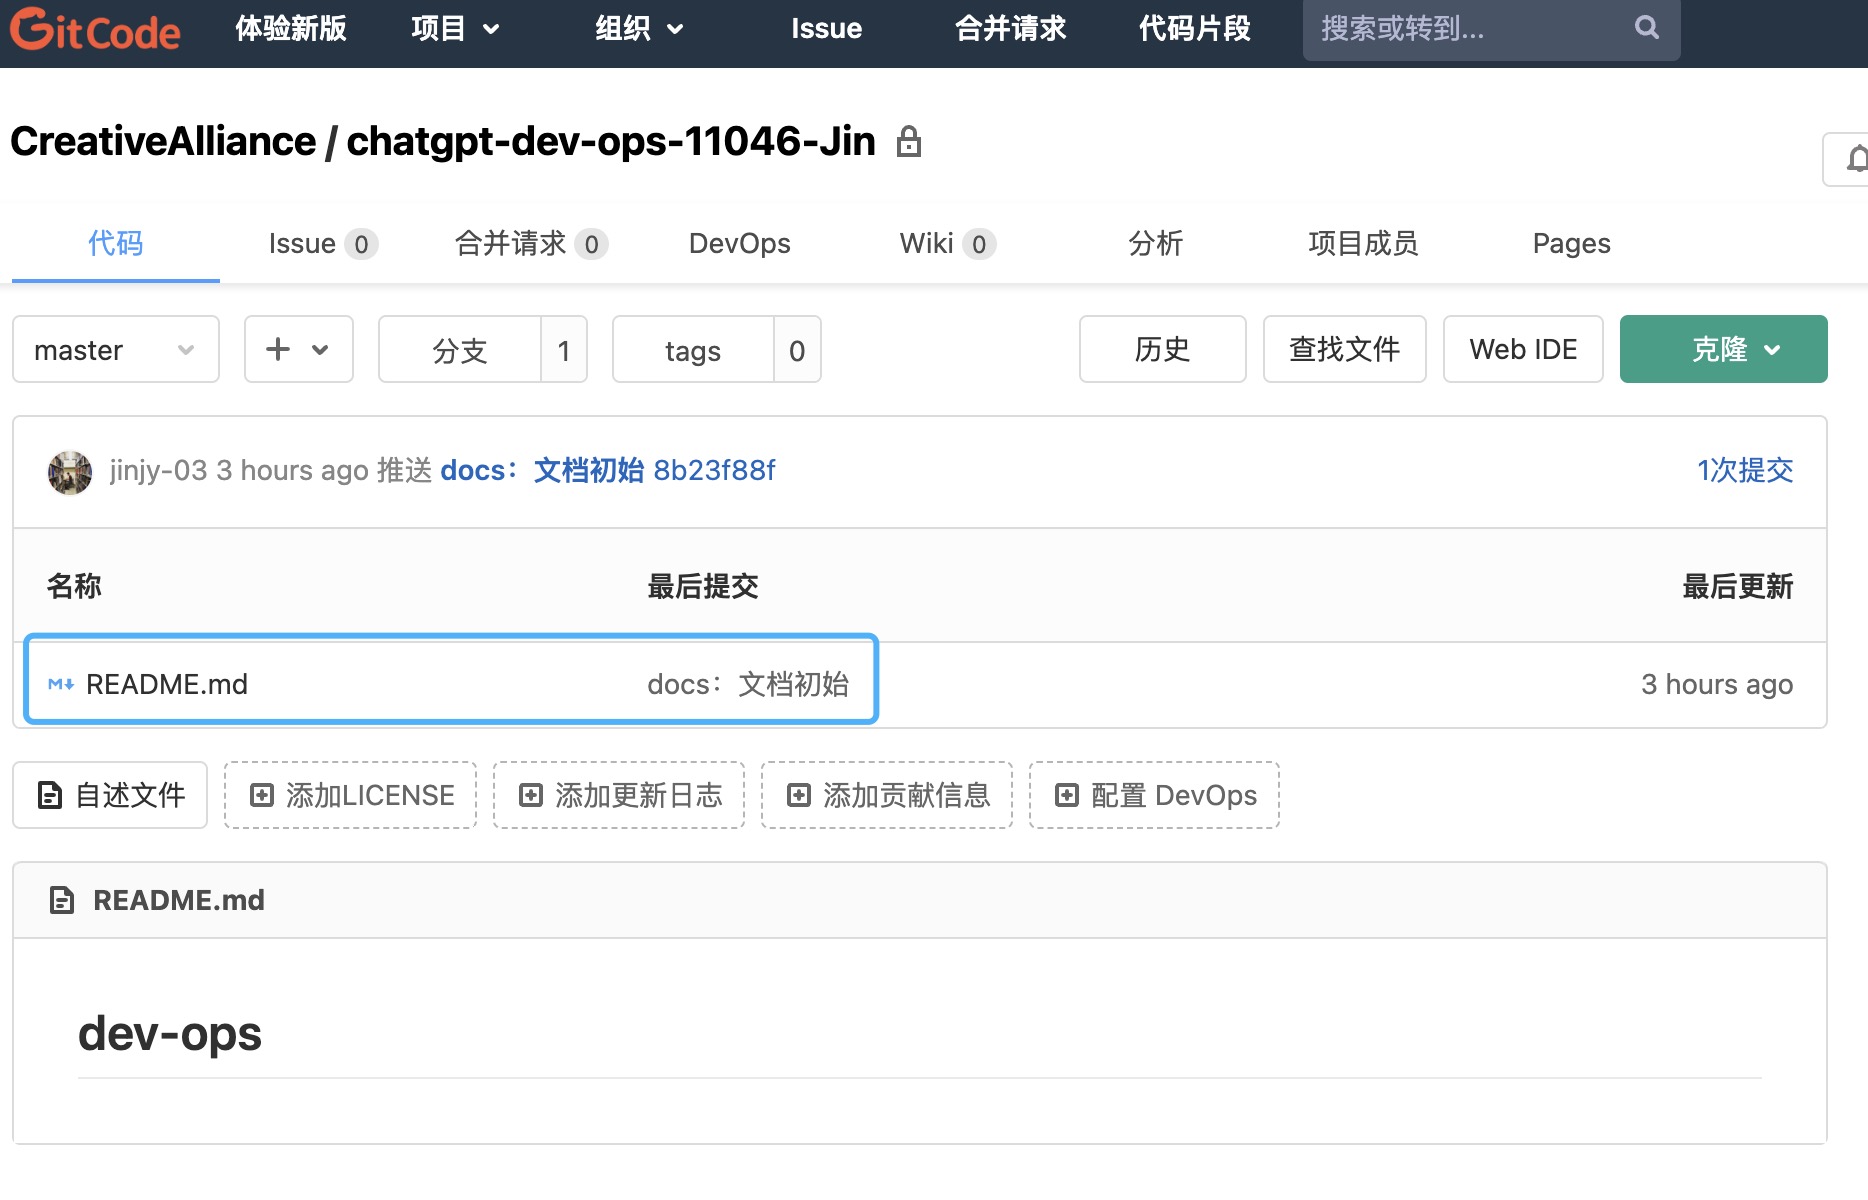 GitCode 体验新版 项目 组织 Issue 合并请求 代码片段 搜索或转到...
CreativeAlliance / chatgpt-dev-ops-11046-Jin
代码 Issue 0 合并请求 0 DevOps Wiki 0 分析 项目成员 Pages
master 分支 1 tags 0 历史 查找文件 Web IDE 克隆
jinjy-03 3 hours ago 推送 docs：文档初始 8b23f88f 1次提交
名称 最后提交 最后更新
M README.md docs：文档初始 3 hours ago
自述文件 添加LICENSE 添加更新日志 添加贡献信息 配置 DevOps
README.md
dev-ops